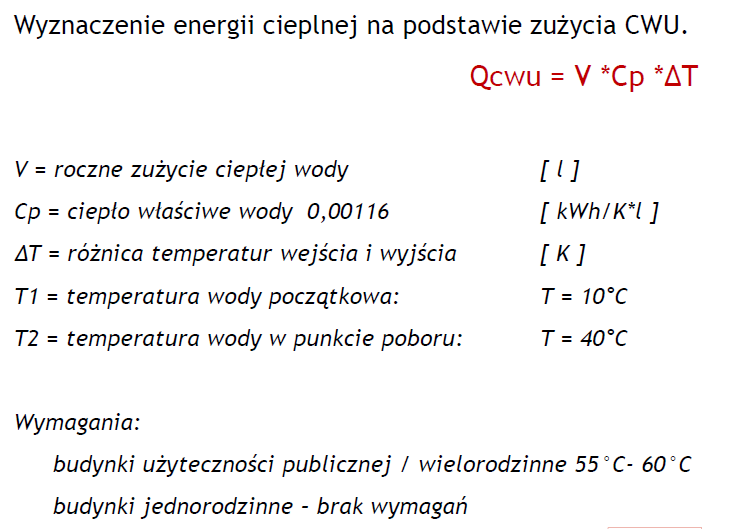 Wyznaczenie energii cieplnej na podstawie zużycia CWU.
Qcwu = V *Cp *ΔT
V = roczne zużycie ciepłej wody [ l ]
Cp = ciepło właściwe wody 0,00116 [ kWh/K*l ]
ΔT = różnica temperatur wejścia i wyjścia [ K ]
T1 = temperatura wody początkowa: T = 10°C
T2 = temperatura wody w punkcie poboru: T = 40°C
Wymagania:
budynki użyteczności publicznej / wielorodzinne 55°C- 60°C
budynki jednorodzinne – brak wymagań